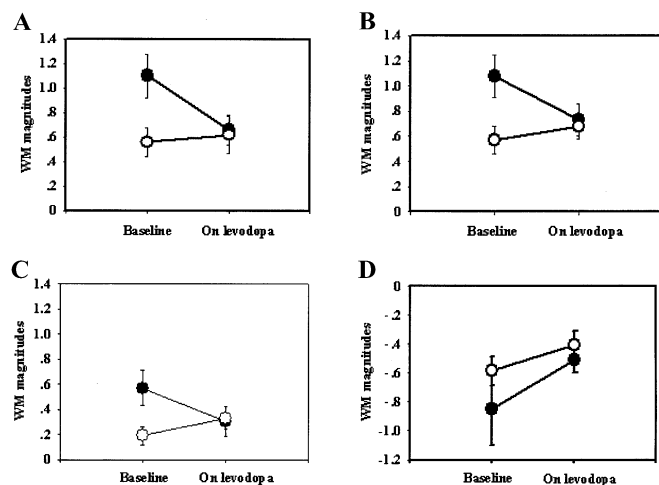 A
WM magnitudes
1.4
1.2
1.0
.8
.6
.4
.2
0
Baseline On levodopa
B
WM magnitudes
1.4
1.2
1.0
.8
.6
.4
.2
0
Baseline On levodopa
C
WM magnitudes
1.4
1.2
1.0
.8
.6
.4
.2
0
Baseline On levodopa
D
WM magnitudes
-0
-.2
-.4
-.6
-.8
-1.0
-1.2
Baseline On levodopa